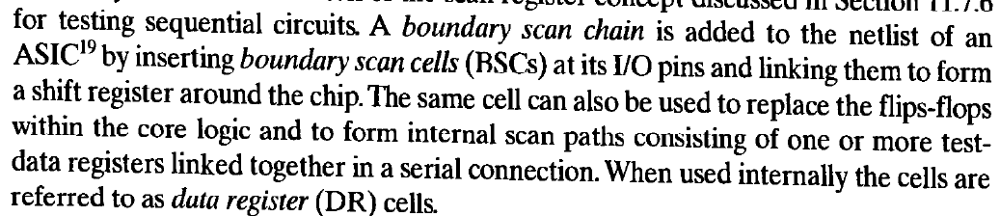 of the scan register concept discussed in Section 11.7.6
for testing sequential circuits. A boundary scan chain is added to the netlist of an
ASIC19 by inserting boundary scan cells (BSCs) at its I/O pins and linking them to form
a shift register around the chip. The same cell can also be used to replace the flips-flops
within the core logic and to form internal scan paths consisting of one or more test-
data registers linked together in a serial connection. When used internally the cells are
referred to as data register (DR) cells.